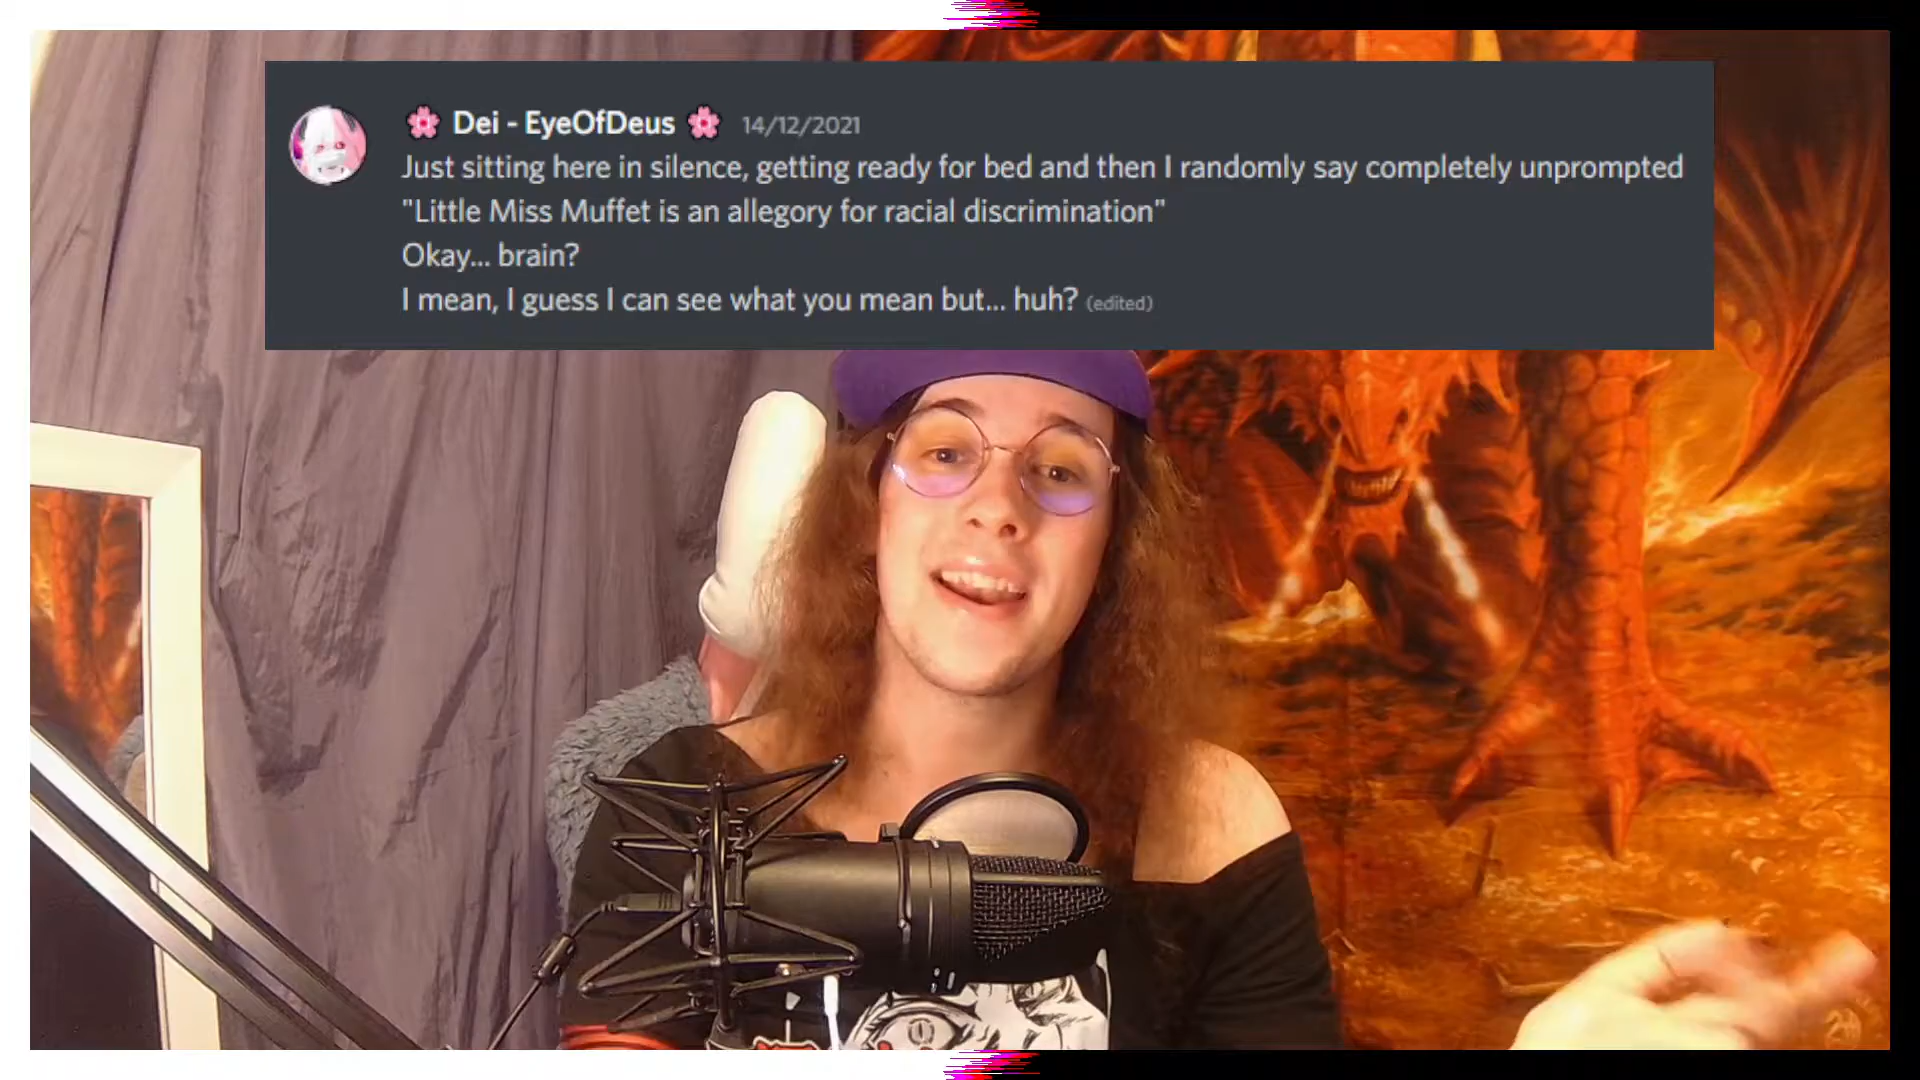 🌸 Dei - EyeOfDeus 🌸 14/12/2021
Just sitting here in silence, getting ready for bed and then I randomly say completely unprompted
"Little Miss Muffet is an allegory for racial discrimination"
Okay... brain?
I mean, I guess I can see what you mean but... huh? (edited)